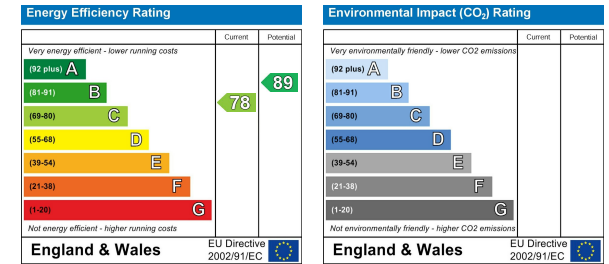 Energy Efficiency Rating
Current Potential
Very energy efficient - lower running costs
(92 plus) A
(81-91) B
(69-80) C
(55-68) D
(39-54) E
(21-38) F
(1-20) G
78
89
Not energy efficient - higher running costs
England & Wales
EU Directive
2002/91/EC
Environmental Impact (CO₂) Rating
Current Potential
Very environmentally friendly - lower CO2 emissions
(92 plus) A
(81-91) B
(69-80) C
(55-68) D
(39-54) E
(21-38) F
(1-20) G
Not environmentally friendly - higher CO2 emissions
England & Wales
EU Directive
2002/91/EC